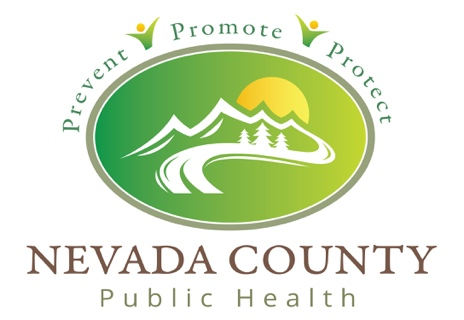 Prevent Promote Protect
NEVADA COUNTY
Public Health